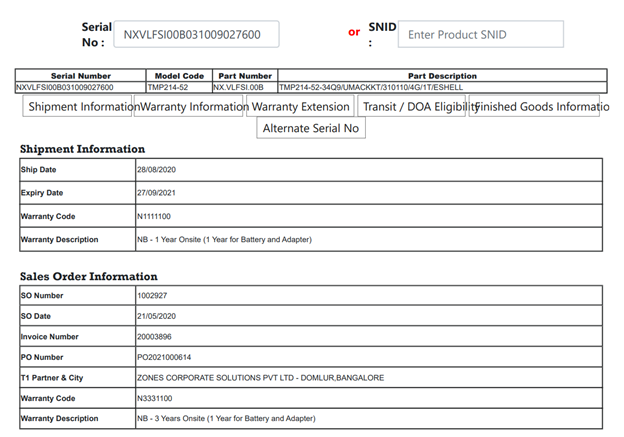 Serial No : NXVLFSI00B031009027600 or SNID : Enter Product SNID
Serial Number Model Code Part Number Part Description
NXVLFSI00B031009027600 TMP214-52 NX.VLFSI.00B TMP214-52-34Q9/UMACKKT/310110/4G/1T/ESHELL
Shipment Information Warranty Information Warranty Extension Transit / DOA Eligibility Finished Goods Informatio
Alternate Serial No
Shipment Information
Ship Date 28/08/2020
Expiry Date 27/09/2021
Warranty Code N1111100
Warranty Description NB - 1 Year Onsite (1 Year for Battery and Adapter)
Sales Order Information
SO Number 1002927
SO Date 21/05/2020
Invoice Number 20003896
PO Number PO2021000614
T1 Partner & City ZONES CORPORATE SOLUTIONS PVT LTD - DOMLUR,BANGALORE
Warranty Code N3331100
Warranty Description NB - 3 Years Onsite (1 Year for Battery and Adapter)